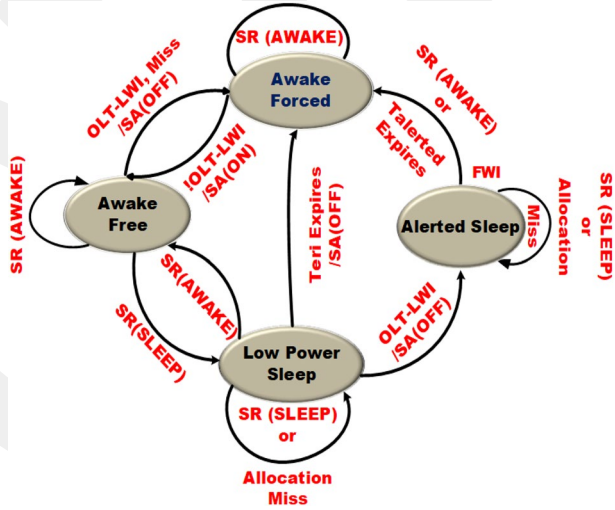 SR (AWAKE)
Awake
Forced
OLT-LWI, Miss
/SA(OFF)
!OLT-LWI
/SA(ON)
SR (AWAKE)
or
Talerted
Expires
FWI
SR (AWAKE)
Awake
Free
Teri Expires
/SA(OFF)
Alerted Sleep
Miss
Allocation
or
SR (SLEEP)
SR(AWAKE)
SR(SLEEP)
OLT-LWI
/SA(OFF)
Low Power
Sleep
SR (SLEEP)
or
Allocation
Miss